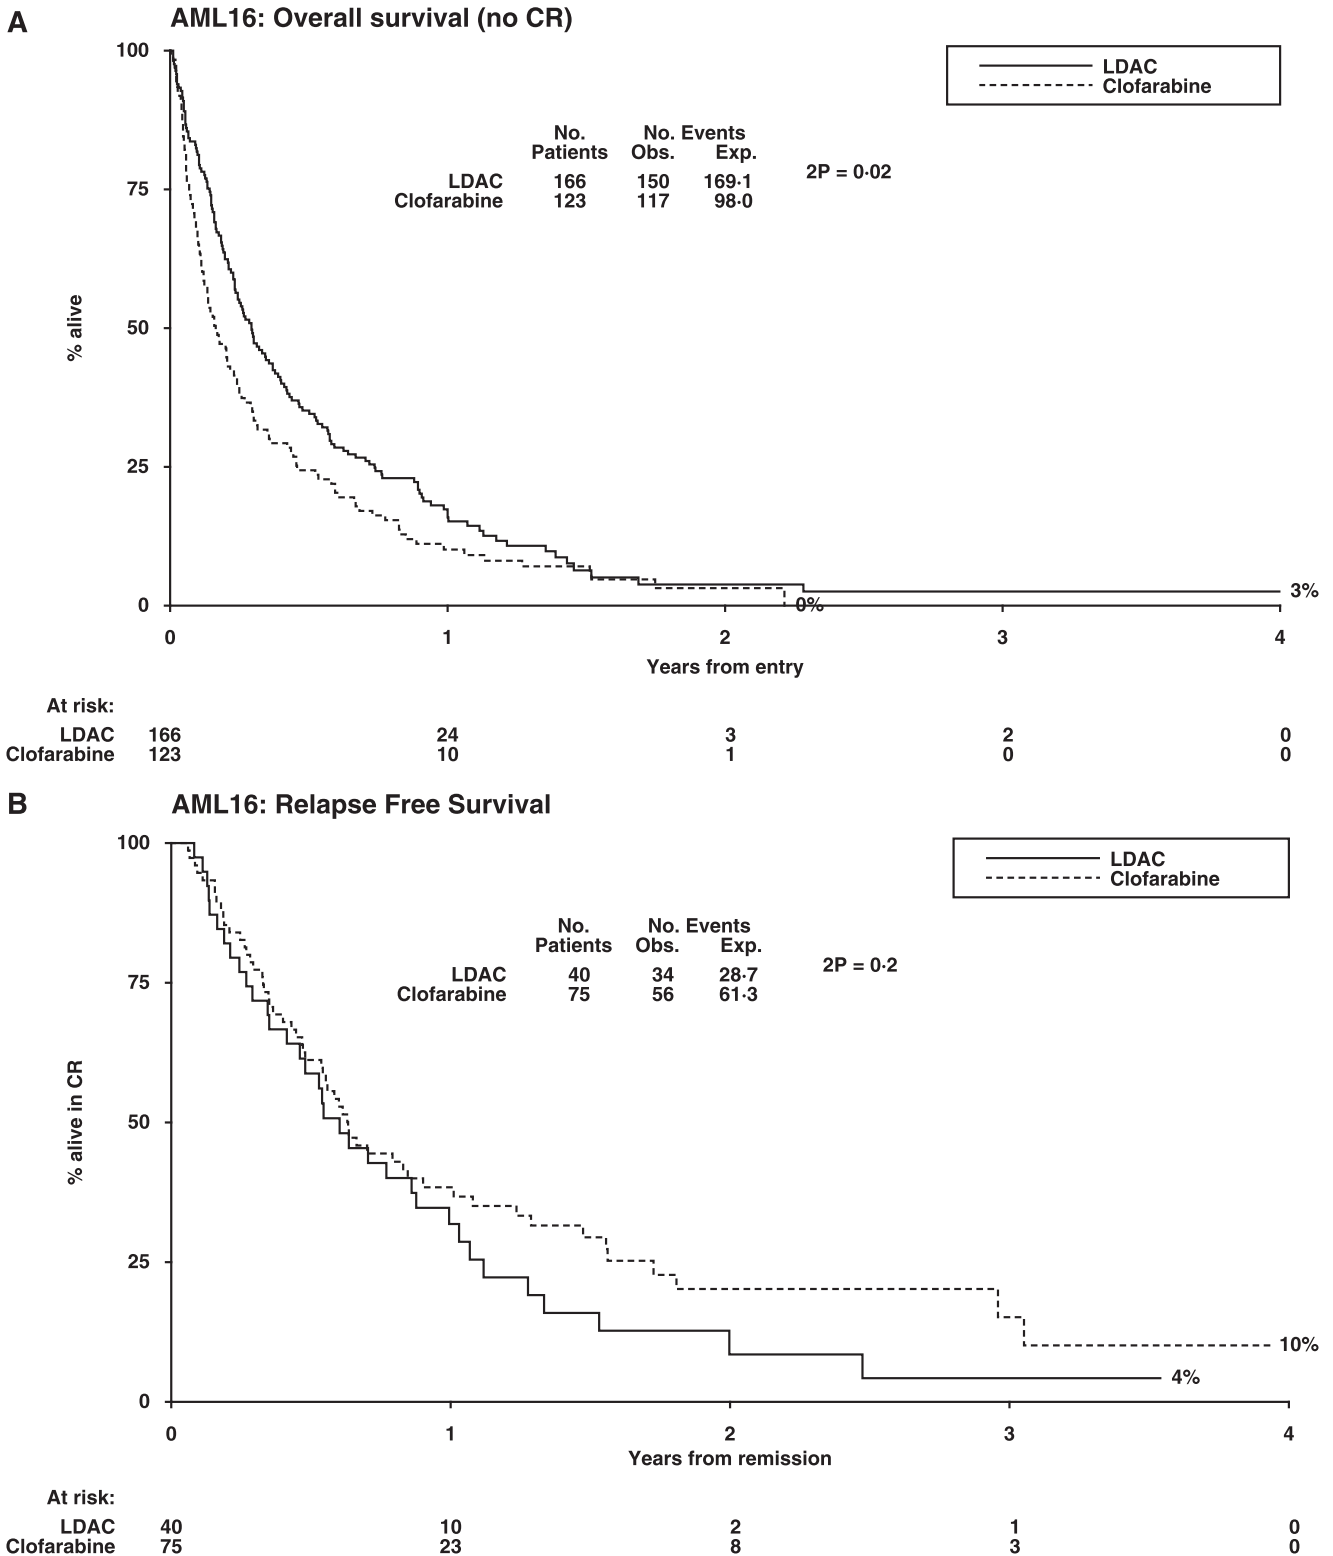 A
AML16: Overall survival (no CR)
100
75
50
25
0
% alive
LDAC
Clofarabine
No. No. Events
Patients Obs. Exp.
LDAC 166 150 169·1
Clofarabine 123 117 98·0
2P = 0·02
3%
0%
0 1 2 3 4
Years from entry
At risk:
LDAC 166 24 3 2 0
Clofarabine 123 10 1 0 0
B
AML16: Relapse Free Survival
100
75
50
25
0
% alive in CR
LDAC
Clofarabine
No. No. Events
Patients Obs. Exp.
LDAC 40 34 28·7
Clofarabine 75 56 61·3
2P = 0·2
10%
4%
0 1 2 3 4
Years from remission
At risk:
LDAC 40 10 2 1 0
Clofarabine 75 23 8 3 0